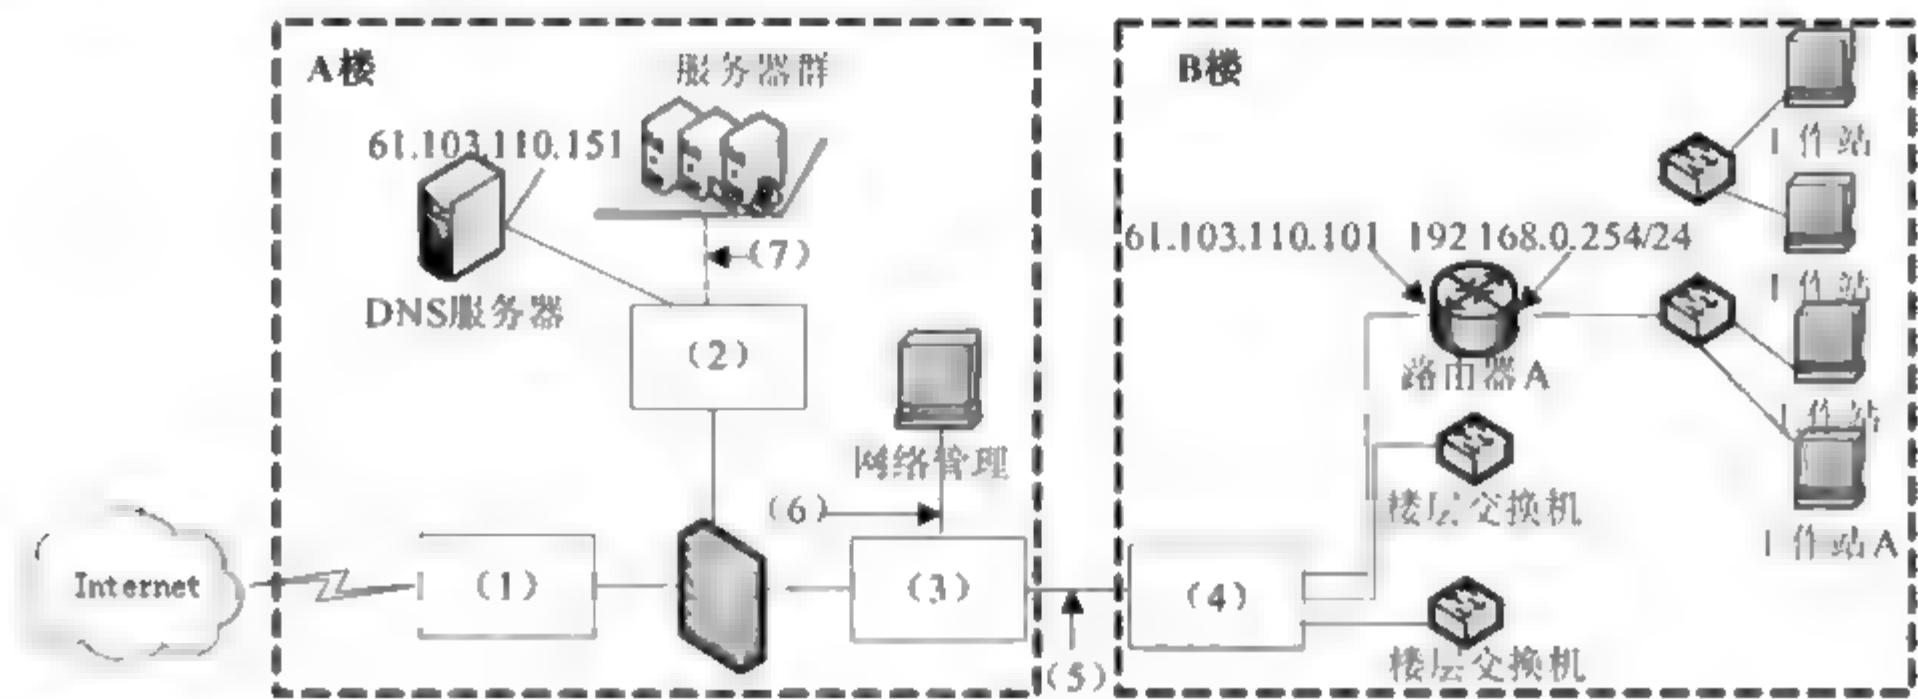 A楼
服务器群
61.103.110.151
(7)
DNS服务器
(2)
网络管理
(6)
Internet
(1)
(3)
(5)
B楼
工作站
61.103.110.101
192.168.0.254/24
工作站
路由器A
工作站
楼层交换机
工作站A
(4)
楼层交换机